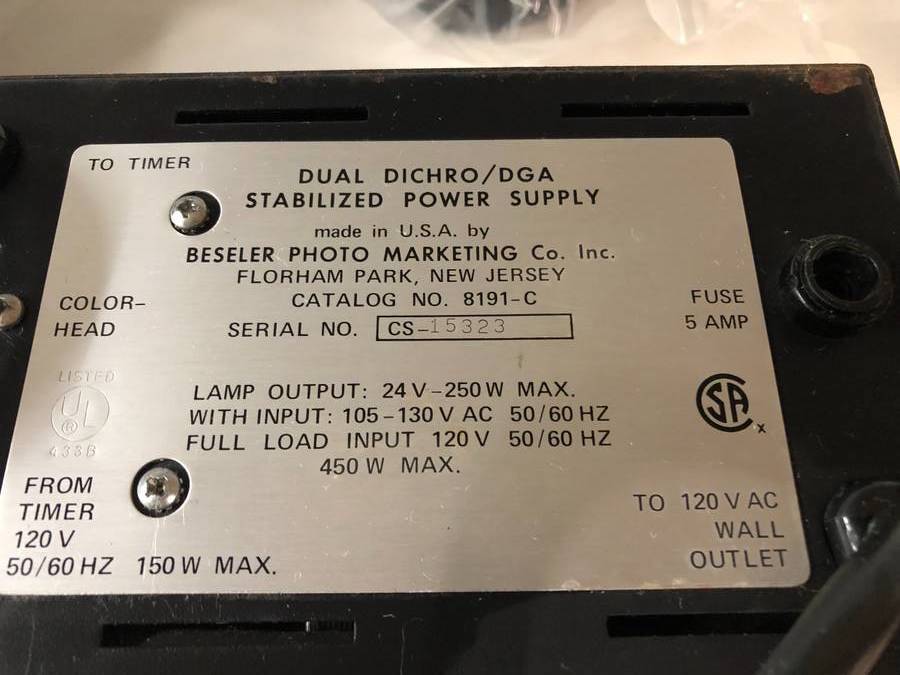 TO TIMER
DUAL DICHRO/DGA
STABILIZED POWER SUPPLY
made in U.S.A. by
BESELER PHOTO MARKETING Co. Inc.
FLORHAM PARK, NEW JERSEY
CATALOG NO. 8191-C
SERIAL NO. CS-15323
COLOR-
HEAD
FUSE
5 AMP
LISTED
UL
®
433B
LAMP OUTPUT: 24 V-250 W MAX.
WITH INPUT: 105-130 V AC 50/60 HZ
FULL LOAD INPUT 120 V 50/60 HZ
450 W MAX.
SA
x
FROM
TIMER
120 V
50/60 HZ 150 W MAX.
TO 120 V AC
WALL
OUTLET